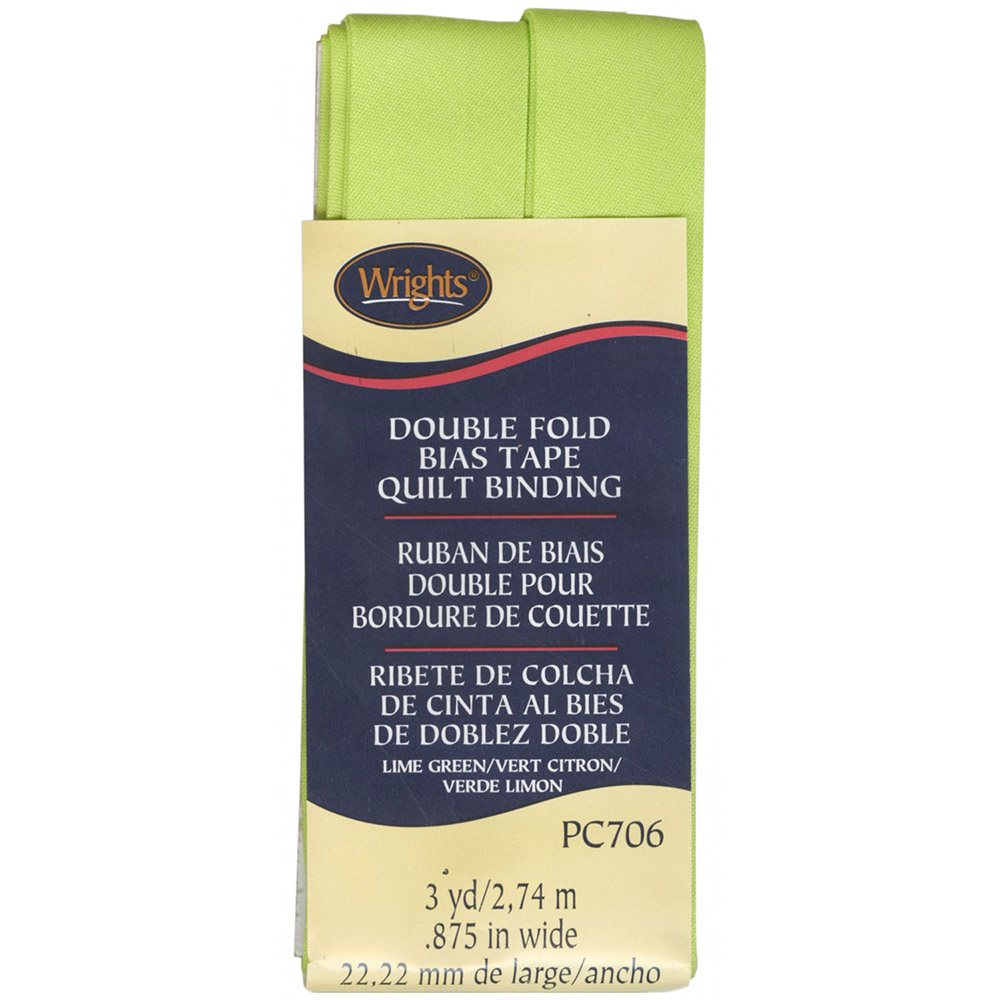 Wrights®
DOUBLE FOLD
BIAS TAPE
QUILT BINDING
RUBAN DE BIAIS
DOUBLE POUR
BORDURE DE COUETTE
RIBETE DE COLCHA
DE CINTA AL BIES
DE DOBLEZ DOBLE
LIME GREEN/VERT CITRON/
VERDE LIMON
PC706
3 yd/2,74 m
.875 in wide
22,22 mm de large/ancho